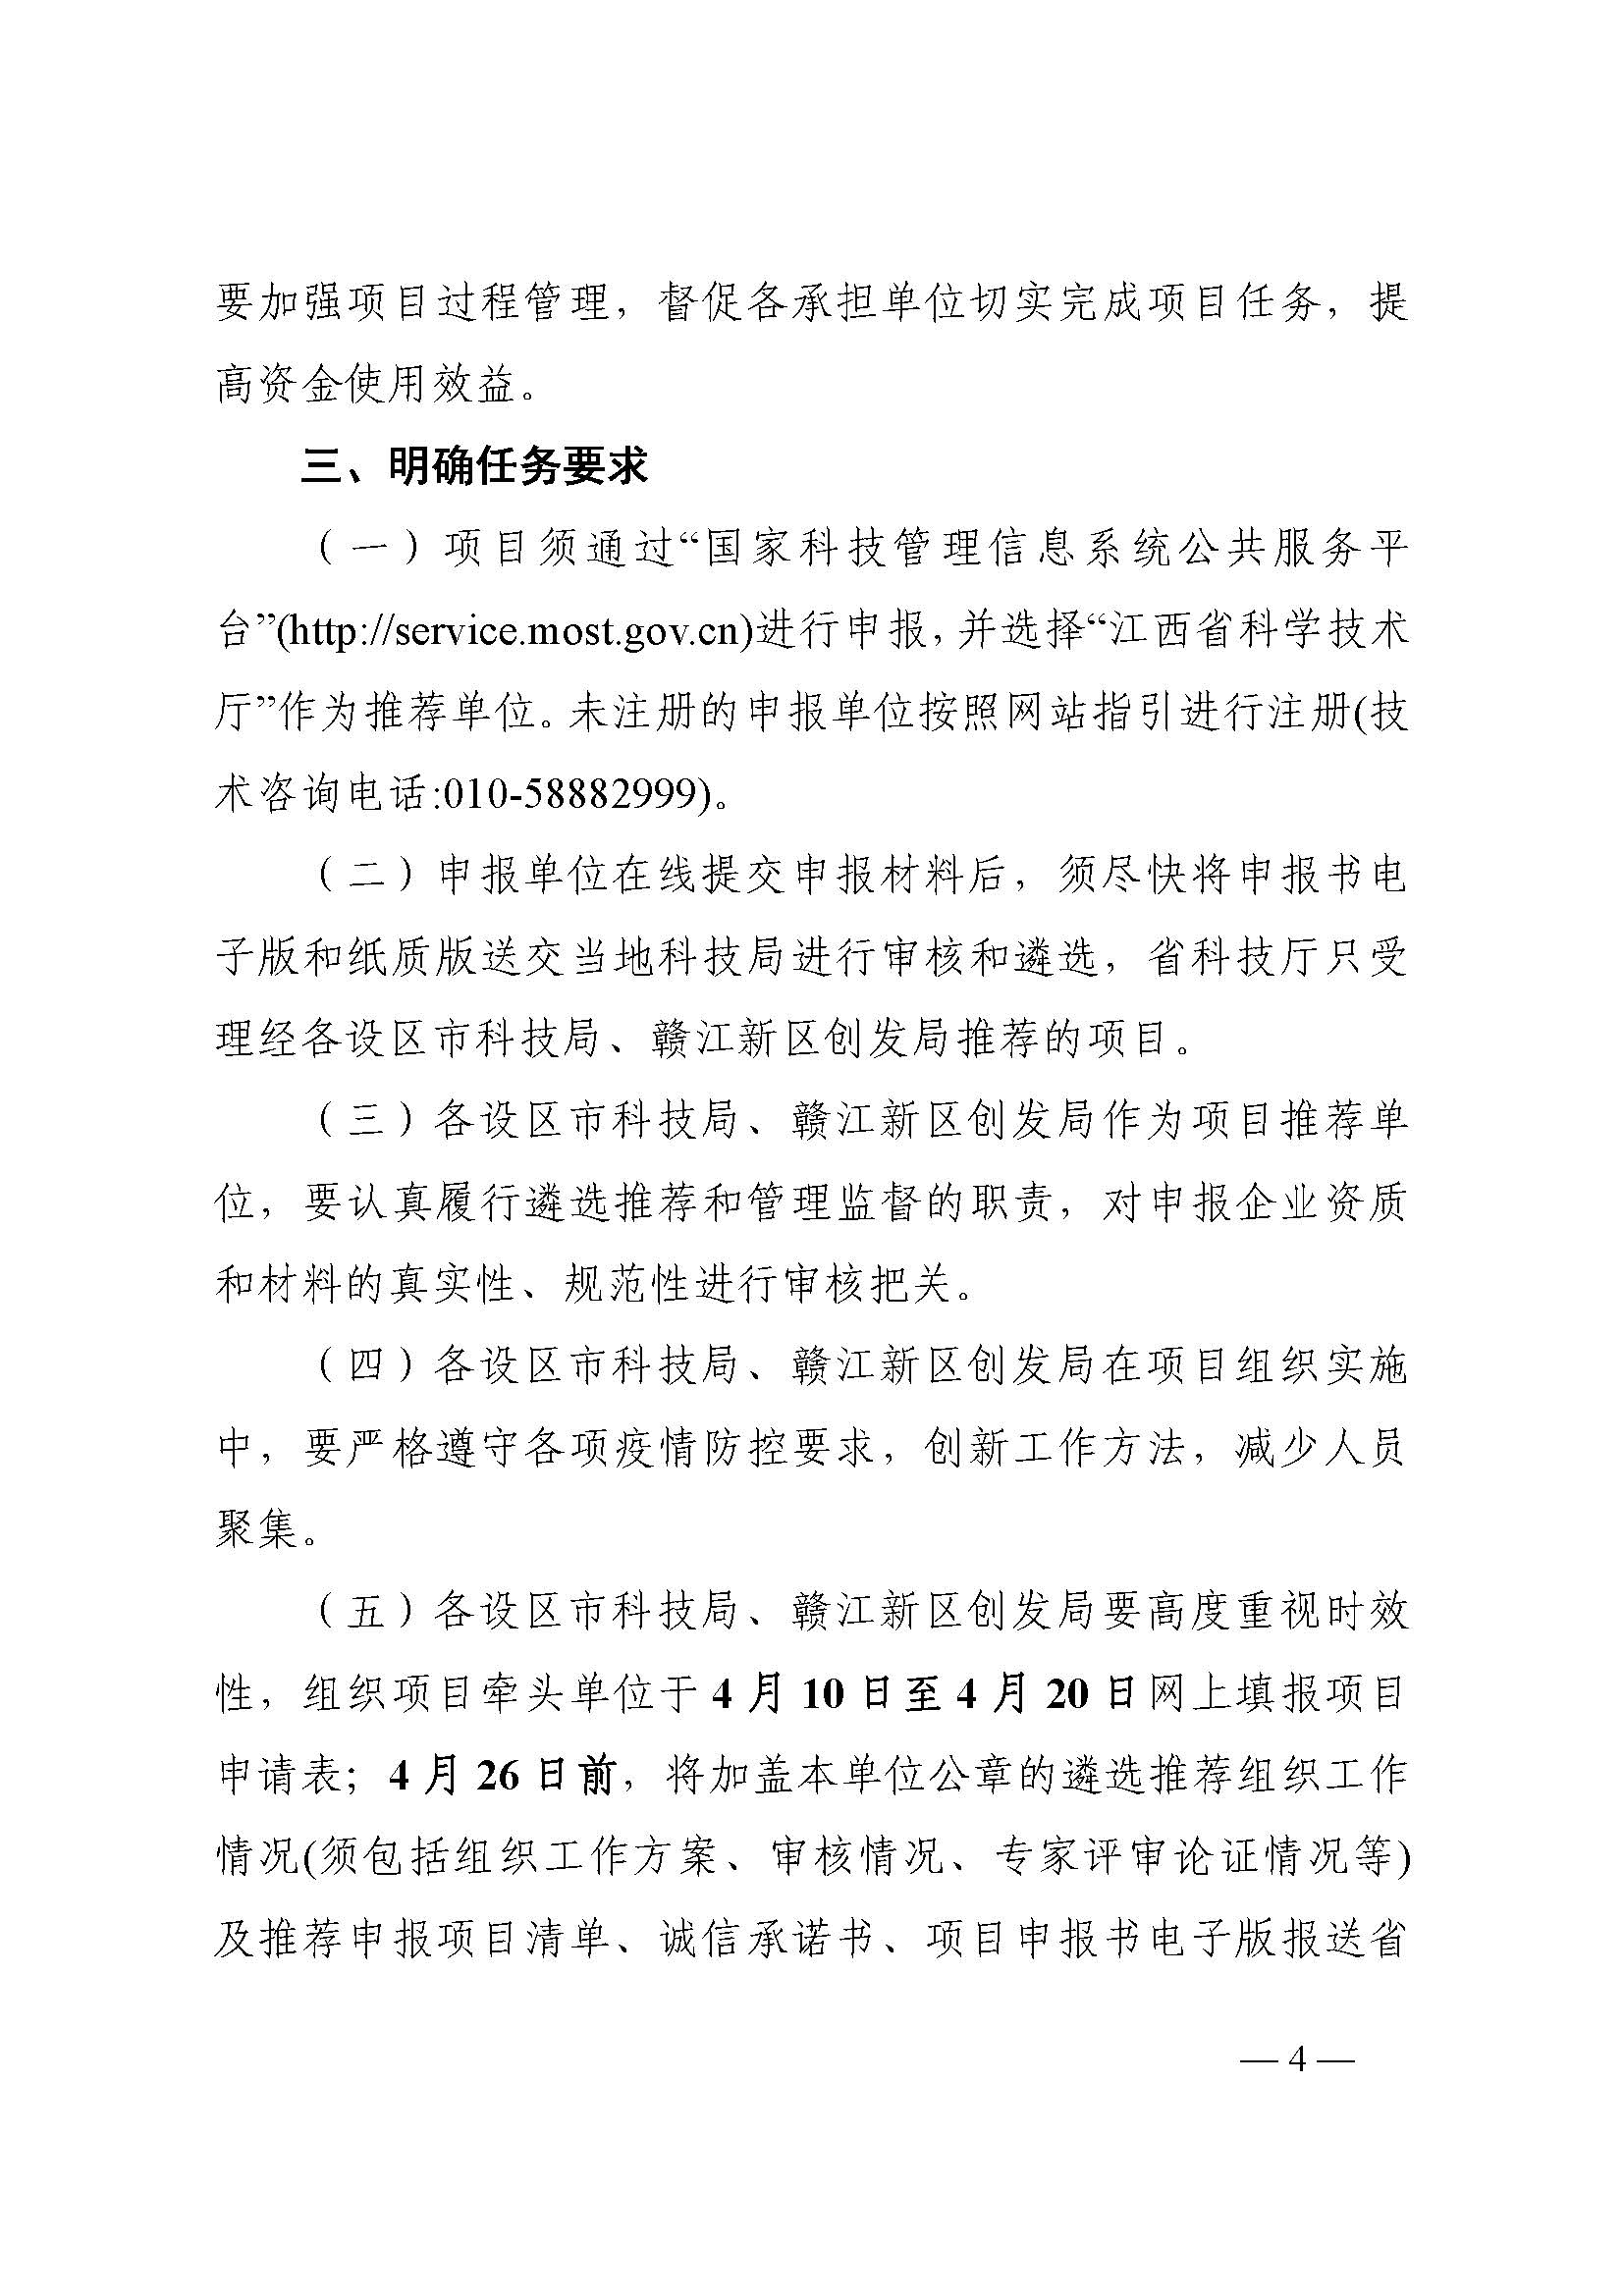 要加强项目过程管理，督促各承担单位切实完成项目任务，提
高资金使用效益。
三、明确任务要求
（一）项目须通过“国家科技管理信息系统公共服务平
台”(http://service.most.gov.cn)进行申报，并选择“江西省科学技术
厅”作为推荐单位。未注册的申报单位按照网站指引进行注册(技
术咨询电话:010-58882999)。
（二）申报单位在线提交申报材料后，须尽快将申报书电
子版和纸质版送交当地科技局进行审核和遴选，省科技厅只受
理经各设区市科技局、赣江新区创发局推荐的项目。
（三）各设区市科技局、赣江新区创发局作为项目推荐单
位，要认真履行遴选推荐和管理监督的职责，对申报企业资质
和材料的真实性、规范性进行审核把关。
（四）各设区市科技局、赣江新区创发局在项目组织实施
中，要严格遵守各项疫情防控要求，创新工作方法，减少人员
聚集。
（五）各设区市科技局、赣江新区创发局要高度重视时效
性，组织项目牵头单位于 4 月 10 日至 4 月 20 日网上填报项目
申请表；4 月 26 日前，将加盖本单位公章的遴选推荐组织工作
情况(须包括组织工作方案、审核情况、专家评审论证情况等)
及推荐申报项目清单、诚信承诺书、项目申报书电子版报送省
— 4 —